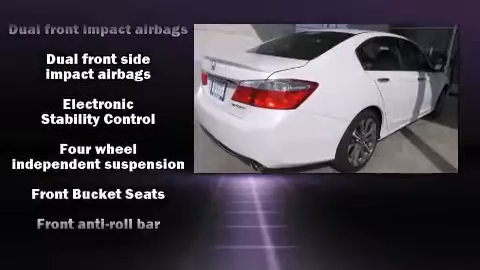 Dual front impact airbags
Dual front side
impact airbags
Electronic
Stability Control
Four wheel
independent suspension
Front Bucket Seats
Front anti-roll bar